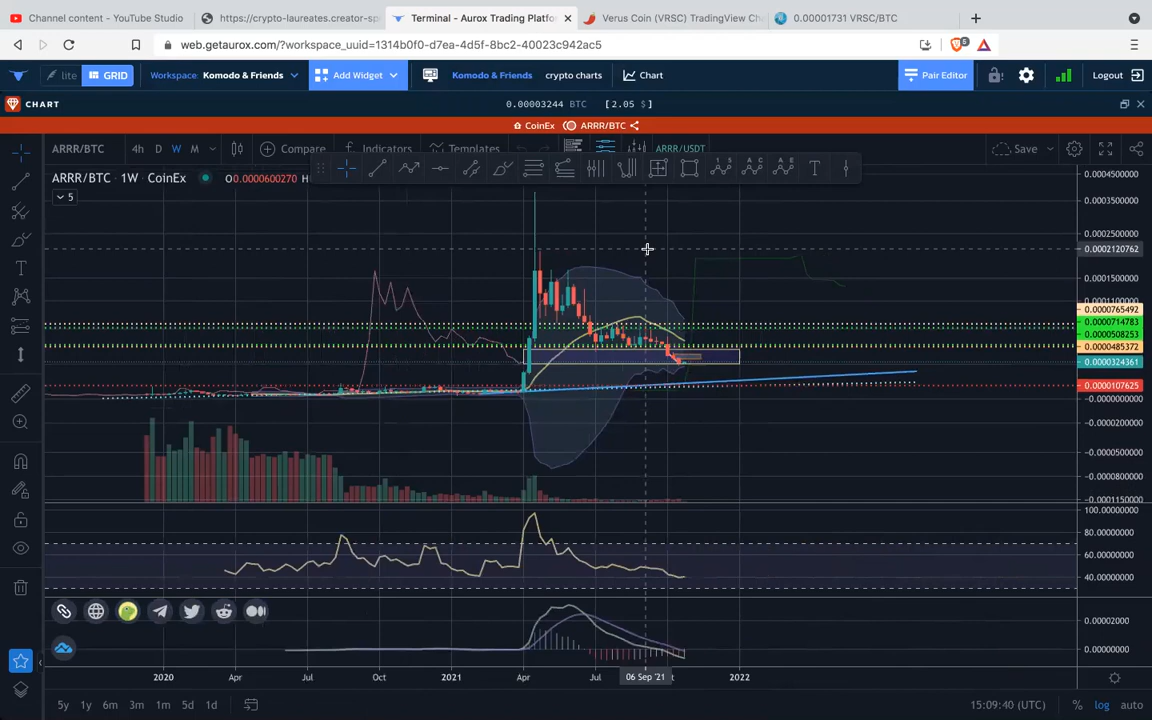 Channel content - YouTube Studio
https://crypto-laureates.creator-sp
Terminal - Aurox Trading Platfo
Verus Coin (VRSC) TradingView Ch
0.00001731 VRSC/BTC
web.getaurox.com/?workspace_uuid=1314b0f0-d7ea-4d5f-8bc2-40023c942ac5
lite GRID Workspace: Komodo & Friends Add Widget Komodo & Friends crypto charts Chart Pair Editor Logout
CHART 0.00003244 BTC [2.05 $]
CoinEx ARRR/BTC
ARRR/BTC 4h D W M Compare Indicators Templates ARRR/USDT Save
ARRR/BTC · 1W · CoinEx O0.0000600270 H
5
0.0004500000
0.0003500000
0.0002500000
0.0002120762
0.0001500000
0.0001100000
0.0000765492
0.0000714783
0.0000508253
0.0000485372
0.0000324361
0.0000107625
-0.0000000000
-0.0000200000
-0.0000500000
-0.0000800000
-0.0001150000
100.00000000
80.00000000
60.00000000
40.00000000
0.00002000
0.00000000
2020 Apr Jul Oct 2021 Apr Jul 06 Sep '21 t 2022
5y 1y 6m 3m 1m 5d 1d 15:09:40 (UTC) % log auto